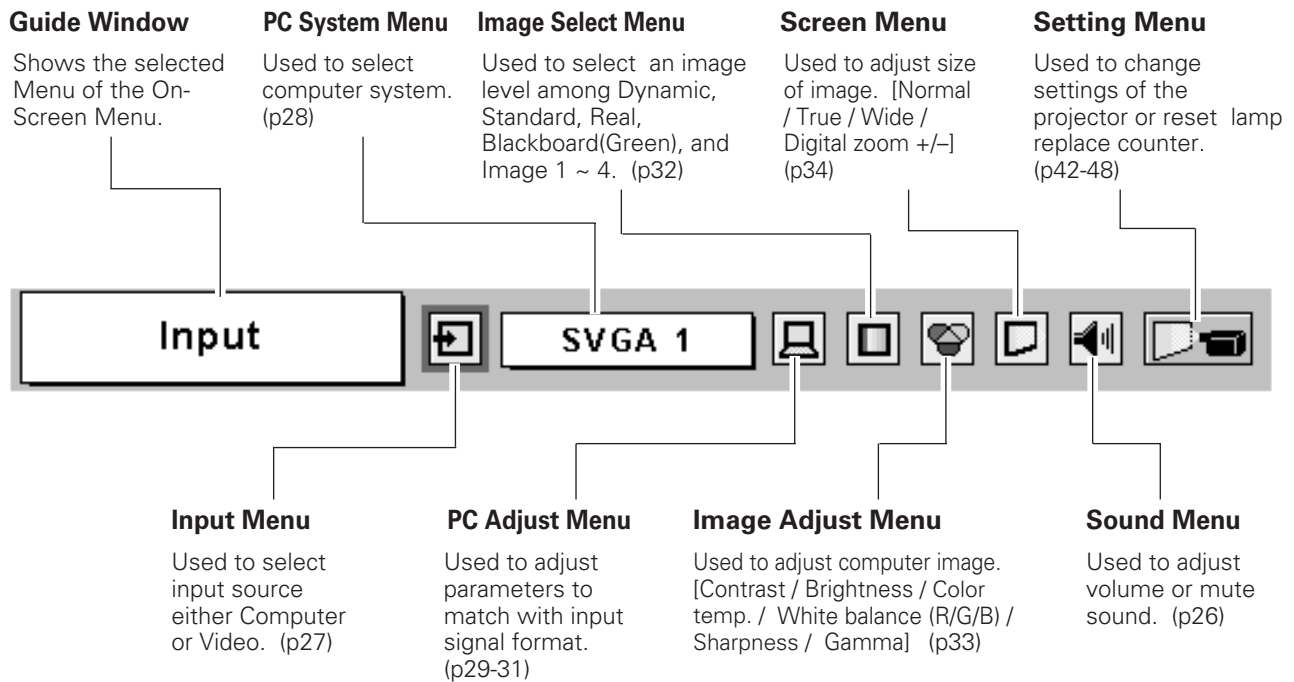 Guide Window
Shows the selected
Menu of the On-
Screen Menu.
PC System Menu
Used to select
computer system.
(p28)
Image Select Menu
Used to select an image
level among Dynamic,
Standard, Real,
Blackboard(Green), and
Image 1 ~ 4. (p32)
Screen Menu
Used to adjust size
of image. [Normal
/ True / Wide /
Digital zoom +/–]
(p34)
Setting Menu
Used to change
settings of the
projector or reset lamp
replace counter.
(p42-48)
Input
SVGA 1
Input Menu
Used to select
input source
either Computer
or Video. (p27)
PC Adjust Menu
Used to adjust
parameters to
match with input
signal format.
(p29-31)
Image Adjust Menu
Used to adjust computer image.
[Contrast / Brightness / Color
temp. / White balance (R/G/B) /
Sharpness / Gamma] (p33)
Sound Menu
Used to adjust
volume or mute
sound. (p26)